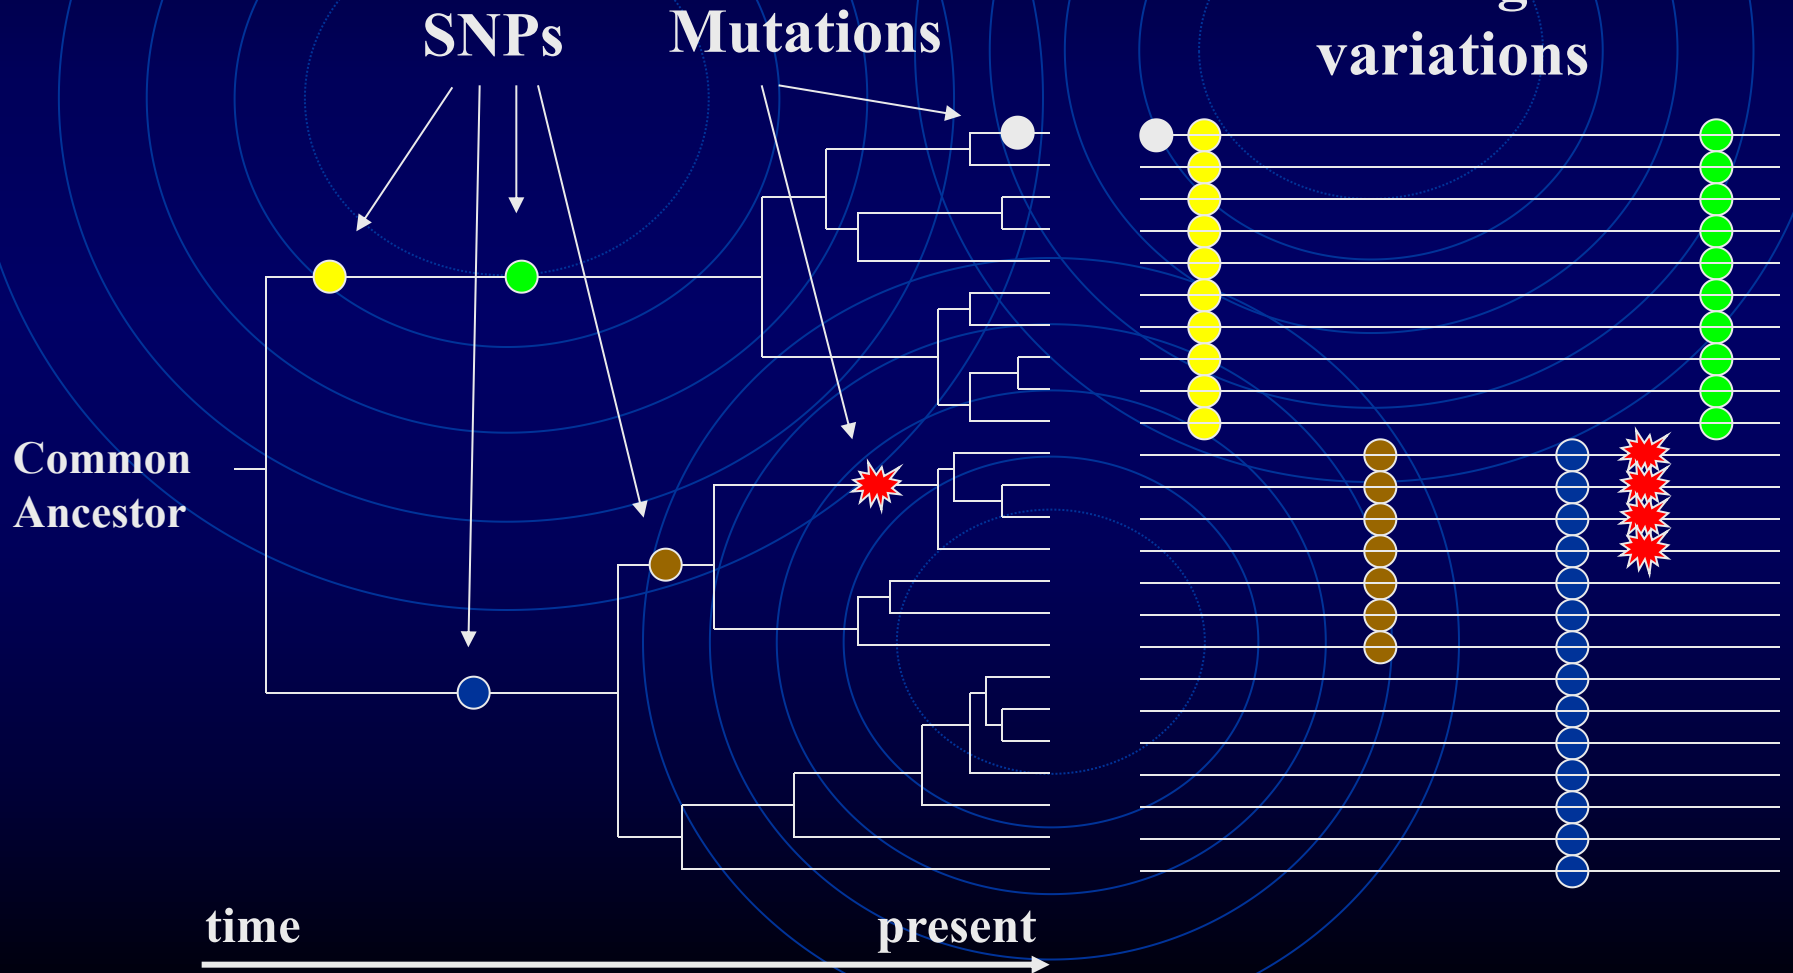 SNPs
Mutations
variations
Common
Ancestor
time
present